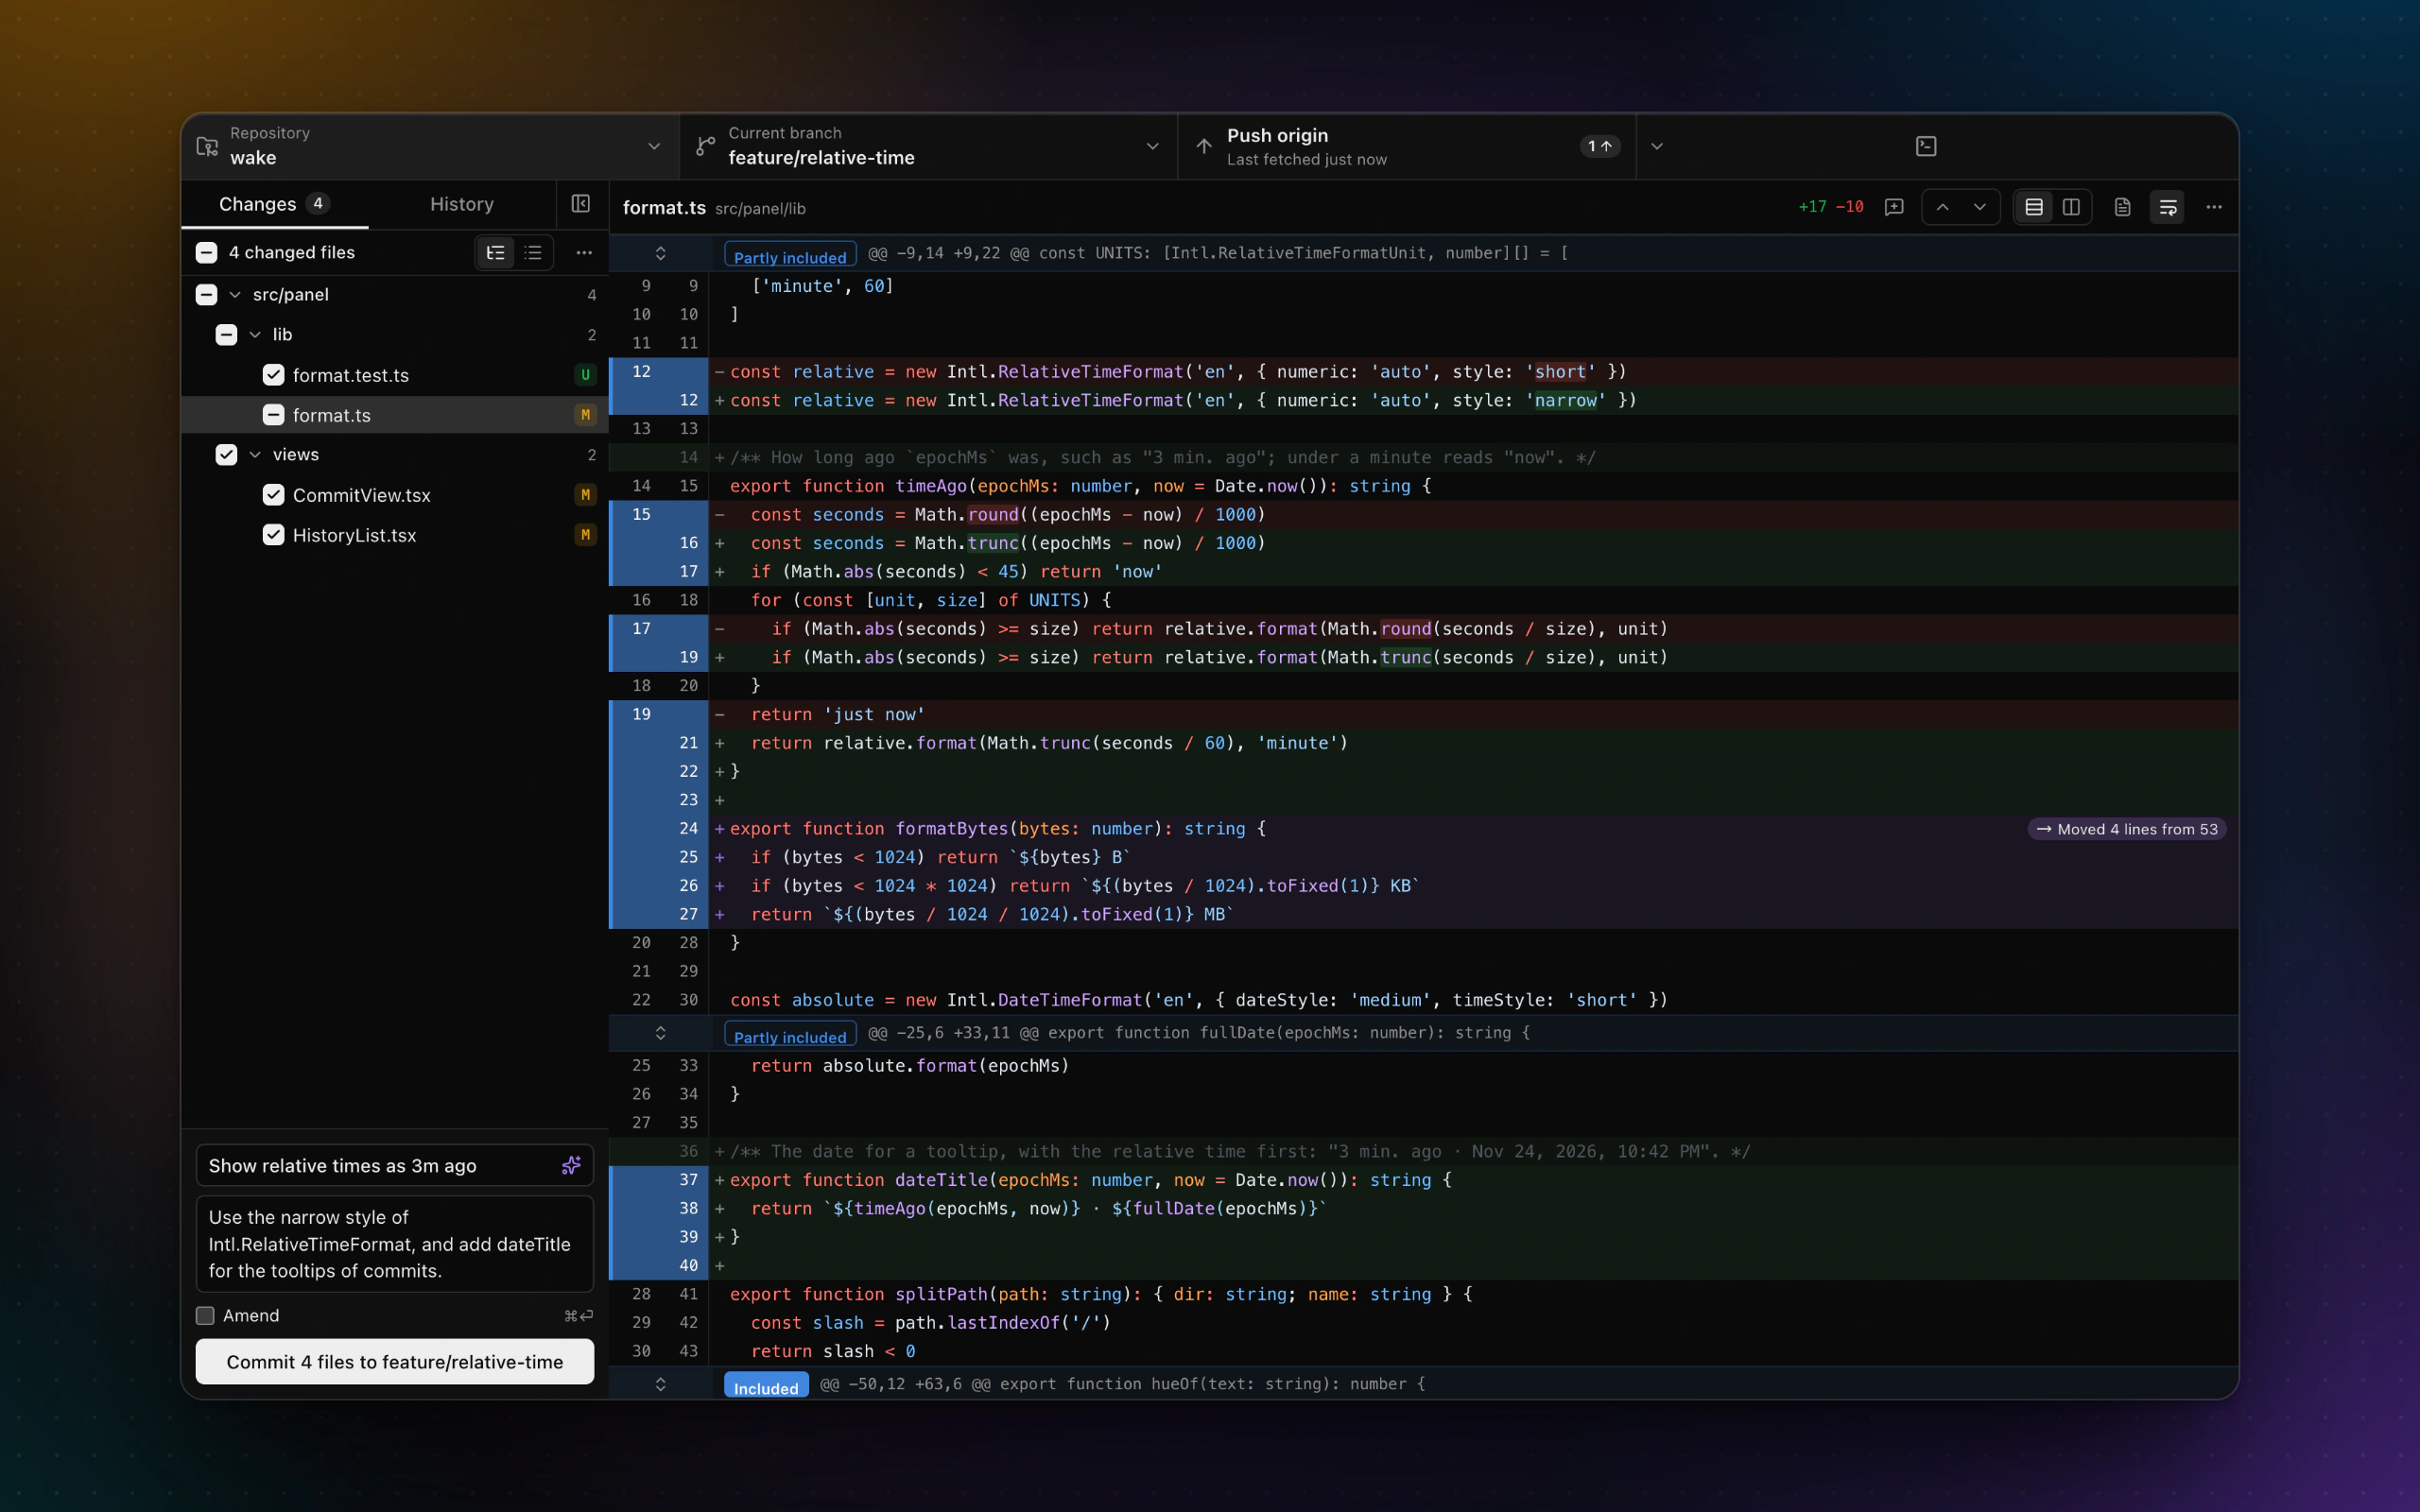 Repository
wake
Current branch
feature/relative-time
Push origin
Last fetched just now
1↑
Changes 4
History
format.ts src/panel/lib
+17 −10
4 changed files
src/panel 4
lib 2
format.test.ts U
format.ts M
views 2
CommitView.tsx M
HistoryList.tsx M
Show relative times as 3m ago
Use the narrow style of
Intl.RelativeTimeFormat, and add dateTitle
for the tooltips of commits.
Amend ⌘⏎
Commit 4 files to feature/relative-time
Partly included @@ −9,14 +9,22 @@ const UNITS: [Intl.RelativeTimeFormatUnit, number][] = [
9 9 ['minute', 60]
10 10 ]
11 11
12 − const relative = new Intl.RelativeTimeFormat('en', { numeric: 'auto', style: 'short' })
12 + const relative = new Intl.RelativeTimeFormat('en', { numeric: 'auto', style: 'narrow' })
13 13
14 + /** How long ago `epochMs` was, such as "3 min. ago"; under a minute reads "now". */
14 15 export function timeAgo(epochMs: number, now = Date.now()): string {
15 − const seconds = Math.round((epochMs − now) / 1000)
16 + const seconds = Math.trunc((epochMs − now) / 1000)
17 + if (Math.abs(seconds) < 45) return 'now'
16 18 for (const [unit, size] of UNITS) {
17 − if (Math.abs(seconds) >= size) return relative.format(Math.round(seconds / size), unit)
19 + if (Math.abs(seconds) >= size) return relative.format(Math.trunc(seconds / size), unit)
18 20 }
19 − return 'just now'
21 + return relative.format(Math.trunc(seconds / 60), 'minute')
22 + }
23 +
24 + export function formatBytes(bytes: number): string { → Moved 4 lines from 53
25 + if (bytes < 1024) return `${bytes} B`
26 + if (bytes < 1024 * 1024) return `${(bytes / 1024).toFixed(1)} KB`
27 + return `${(bytes / 1024 / 1024).toFixed(1)} MB`
20 28 }
21 29
22 30 const absolute = new Intl.DateTimeFormat('en', { dateStyle: 'medium', timeStyle: 'short' })
Partly included @@ −25,6 +33,11 @@ export function fullDate(epochMs: number): string {
25 33 return absolute.format(epochMs)
26 34 }
27 35
36 + /** The date for a tooltip, with the relative time first: "3 min. ago · Nov 24, 2026, 10:42 PM". */
37 + export function dateTitle(epochMs: number, now = Date.now()): string {
38 + return `${timeAgo(epochMs, now)} · ${fullDate(epochMs)}`
39 + }
40 +
28 41 export function splitPath(path: string): { dir: string; name: string } {
29 42 const slash = path.lastIndexOf('/')
30 43 return slash < 0
Included @@ −50,12 +63,6 @@ export function hueOf(text: string): number {